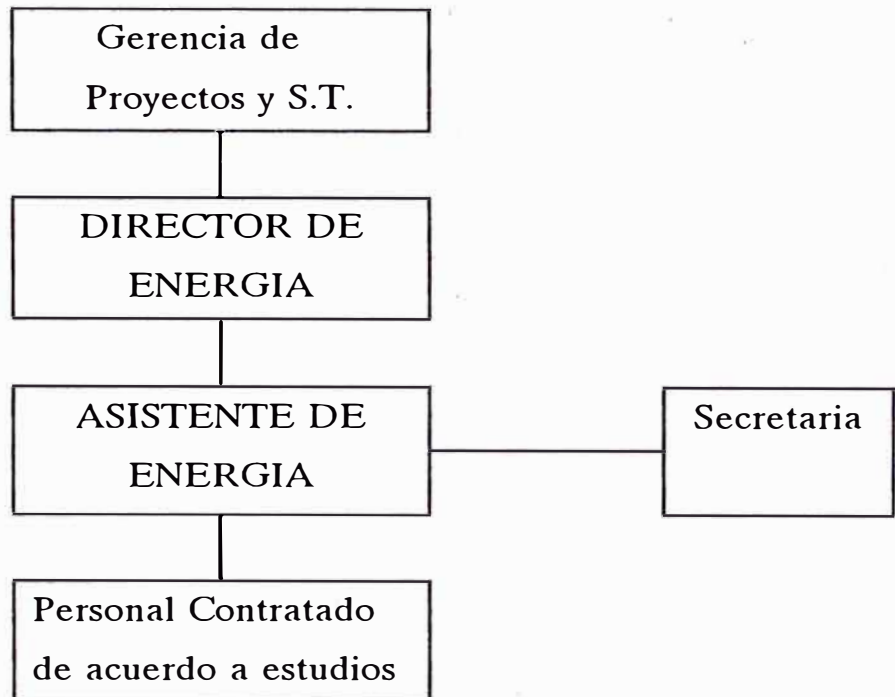 Gerencia de
Proyectos y S.T.
DIRECTOR DE
ENERGIA
ASISTENTE DE
ENERGIA
Secretaria
Personal Contratado
de acuerdo a estudios